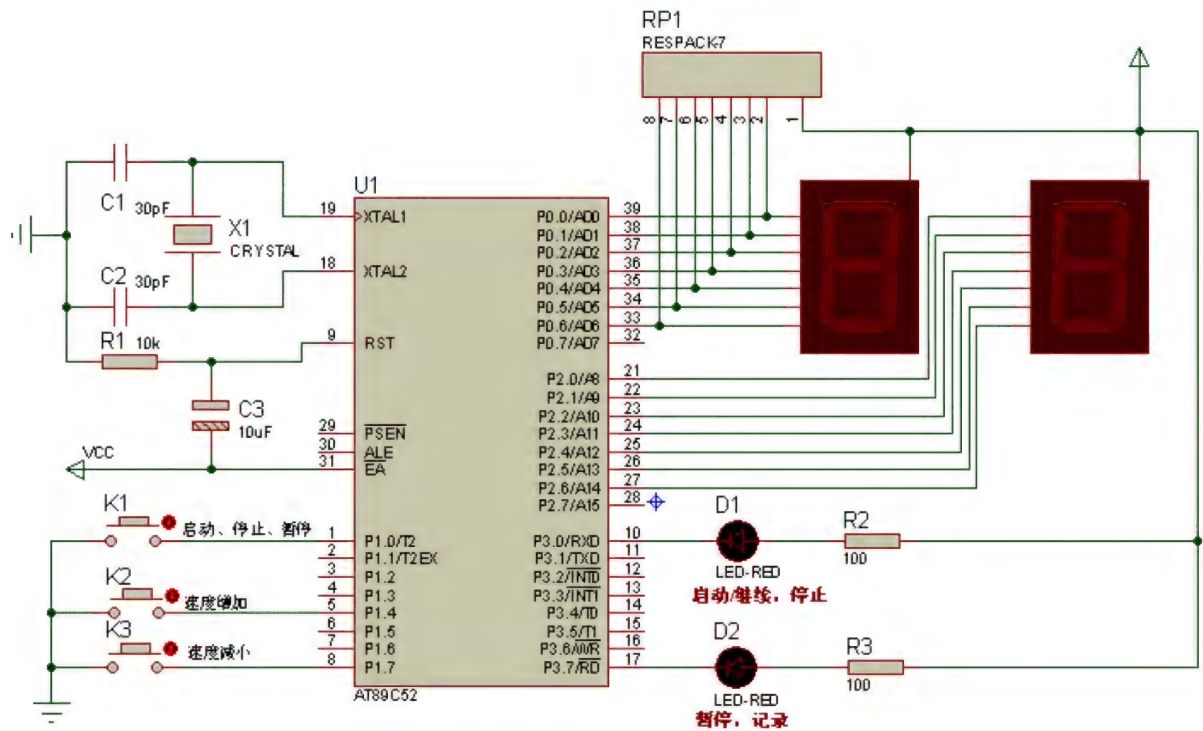 RP1
RESPACK-7
8 7 6 5 4 3 2 1
C1 30pF
X1
CRYSTAL
C2 30pF
R1 10k
C3
10uF
VCC
U1
19 XTAL1
18 XTAL2
9 RST
29 PSEN
30 ALE
31 EA
1 P1.0/T2
2 P1.1/T2EX
3 P1.2
4 P1.3
5 P1.4
6 P1.5
7 P1.6
8 P1.7
P0.0/AD0 39
P0.1/AD1 38
P0.2/AD2 37
P0.3/AD3 36
P0.4/AD4 35
P0.5/AD5 34
P0.6/AD6 33
P0.7/AD7 32
P2.0/A8 21
P2.1/A9 22
P2.2/A10 23
P2.3/A11 24
P2.4/A12 25
P2.5/A13 26
P2.6/A14 27
P2.7/A15 28
P3.0/RXD 10
P3.1/TXD 11
P3.2/INT0 12
P3.3/INT1 13
P3.4/T0 14
P3.5/T1 15
P3.6/WR 16
P3.7/RD 17
AT89C52
K1
启动、停止、暂停
K2
速度增加
K3
速度减小
D1
LED-RED
启动/继续，停止
R2
100
D2
LED-RED
暂停，记录
R3
100